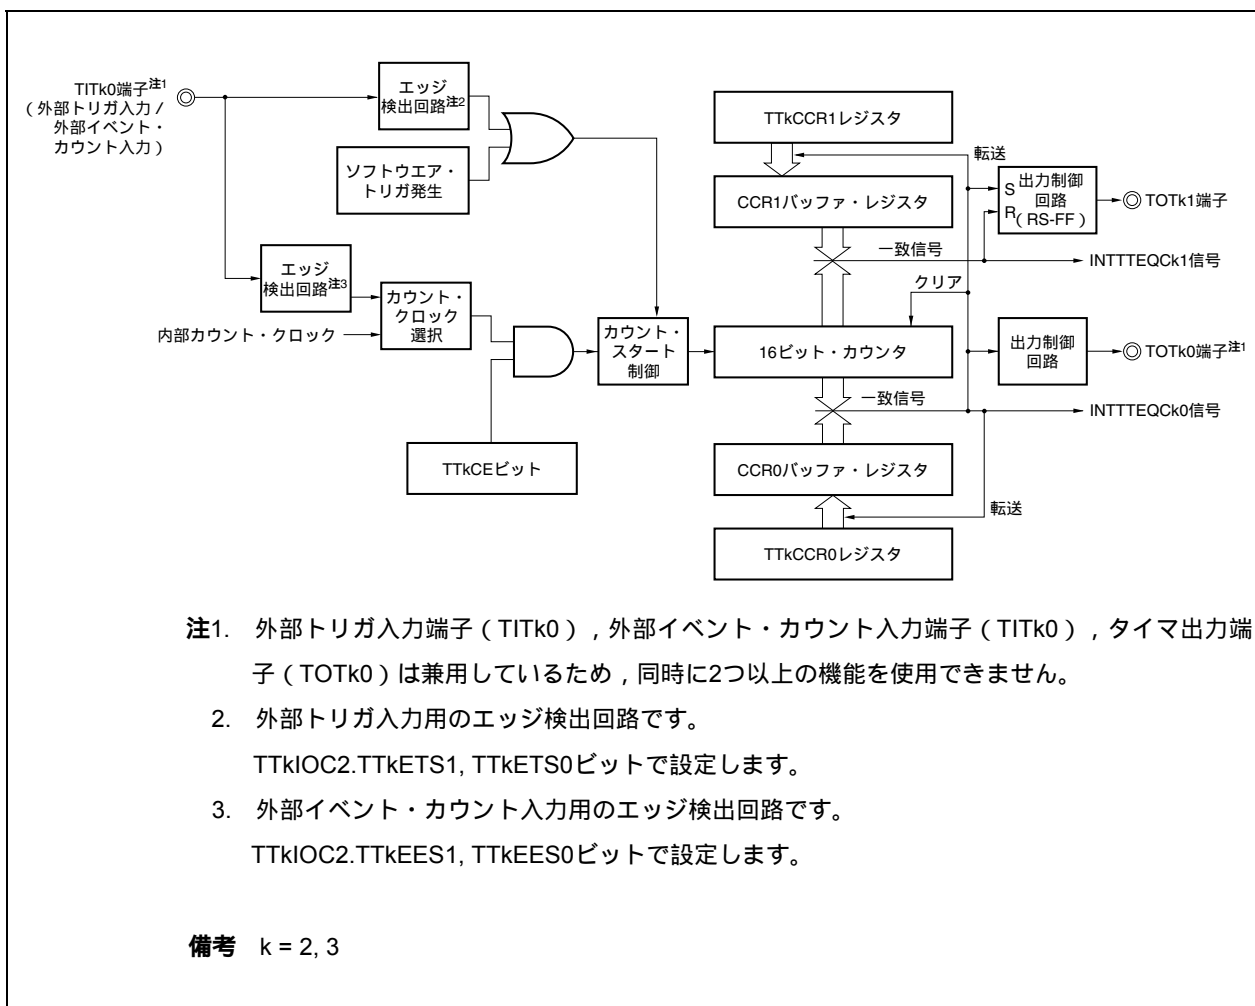 TITk0端子注1
（外部トリガ入力／
外部イベント・
カウント入力）
エッジ
検出回路注2
ソフトウエア・
トリガ発生
エッジ
検出回路注3
内部カウント・クロック
カウント・
クロック
選択
TTkCEビット
カウント・
スタート
制御
TTkCCR1レジスタ
転送
CCR1バッファ・レジスタ
S 出力制御
回路
R（RS-FF）
TOTk1端子
一致信号
INTTTEQCk1信号
クリア
16ビット・カウンタ
出力制御
回路
TOTk0端子注1
一致信号
INTTTEQCk0信号
CCR0バッファ・レジスタ
転送
TTkCCR0レジスタ
注1. 外部トリガ入力端子（TITk0），外部イベント・カウント入力端子（TITk0），タイマ出力端
子（TOTk0）は兼用しているため，同時に2つ以上の機能を使用できません。
2. 外部トリガ入力用のエッジ検出回路です。
TTkIOC2.TTkETS1, TTkETS0ビットで設定します。
3. 外部イベント・カウント入力用のエッジ検出回路です。
TTkIOC2.TTkEES1, TTkEES0ビットで設定します。
備考 k = 2, 3